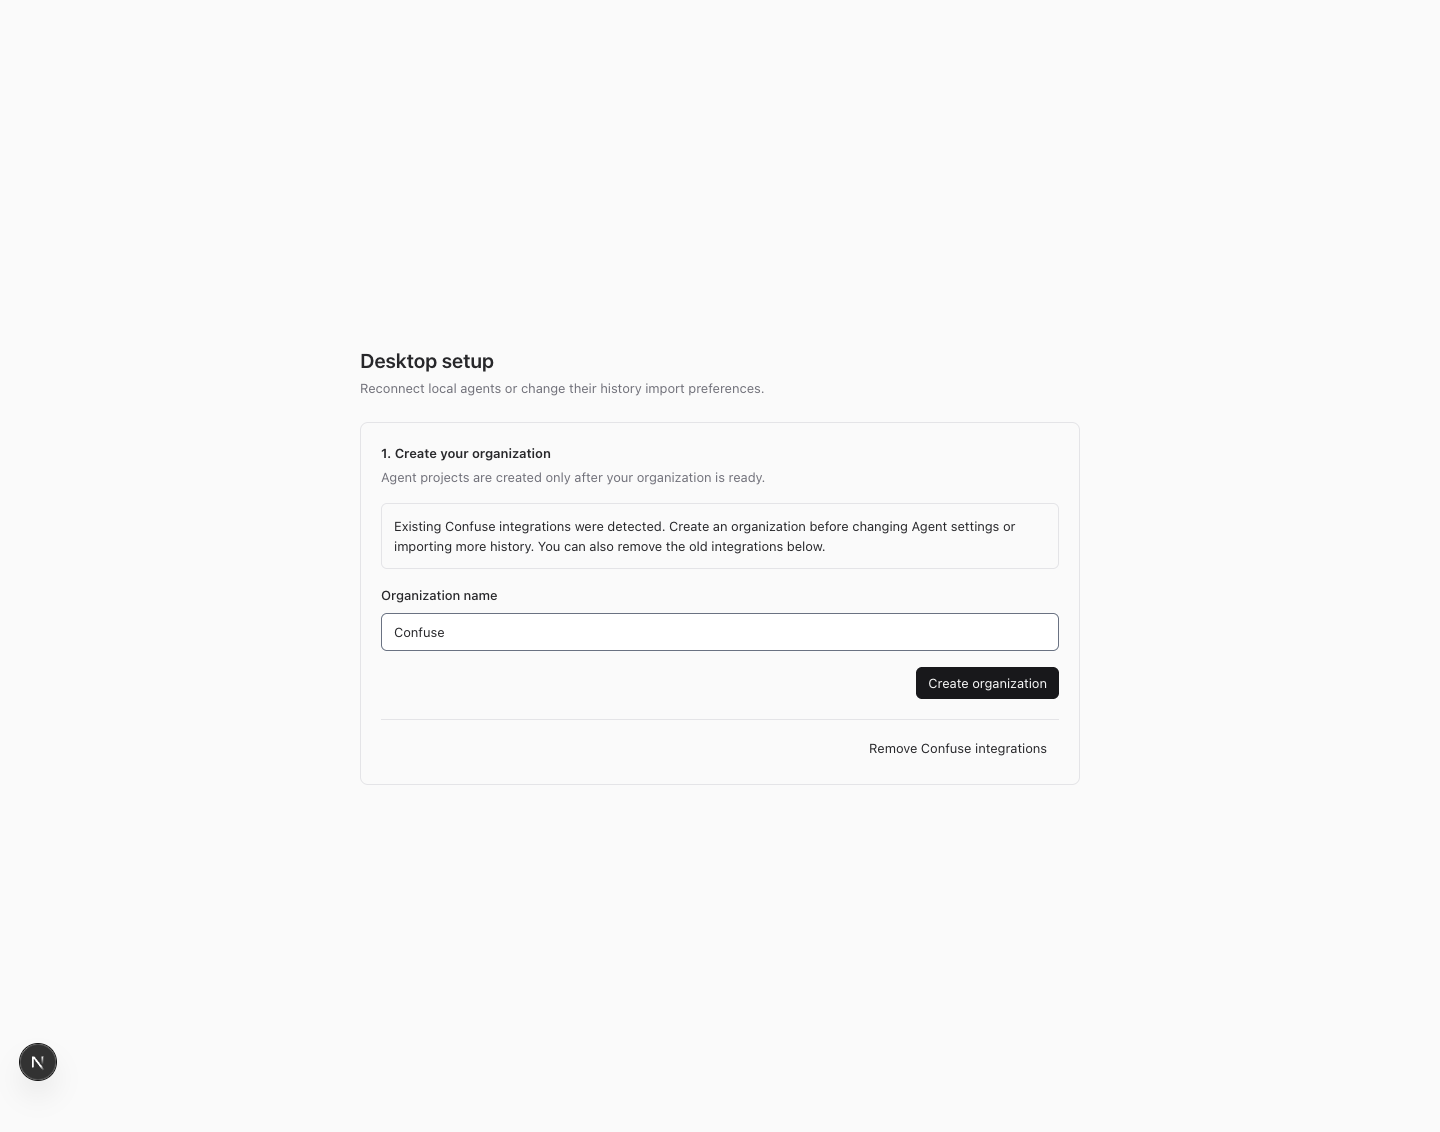 Desktop setup
Reconnect local agents or change their history import preferences.
1. Create your organization
Agent projects are created only after your organization is ready.
Existing Confuse integrations were detected. Create an organization before changing Agent settings or
importing more history. You can also remove the old integrations below.
Organization name
Confuse
Create organization
Remove Confuse integrations
N